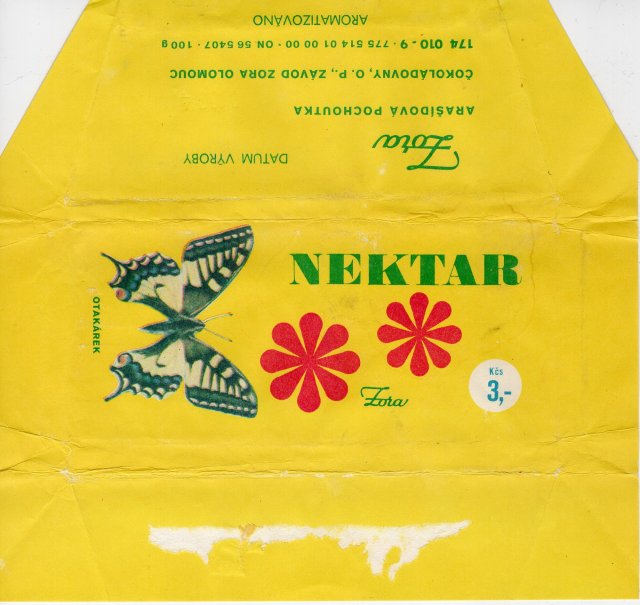 AROMATIZOVÁNO
174 010-9 · 775 514 01 00 00 · ON 56 5407 · 100 g
ČOKOLÁDOVNY, O. P., ZÁVOD ZORA OLOMOUC
ARAŠÍDOVÁ POCHOUTKA
Zora
DATUM VÝROBY
NEKTAR
OTAKÁREK
Zora
Kčs
3,-